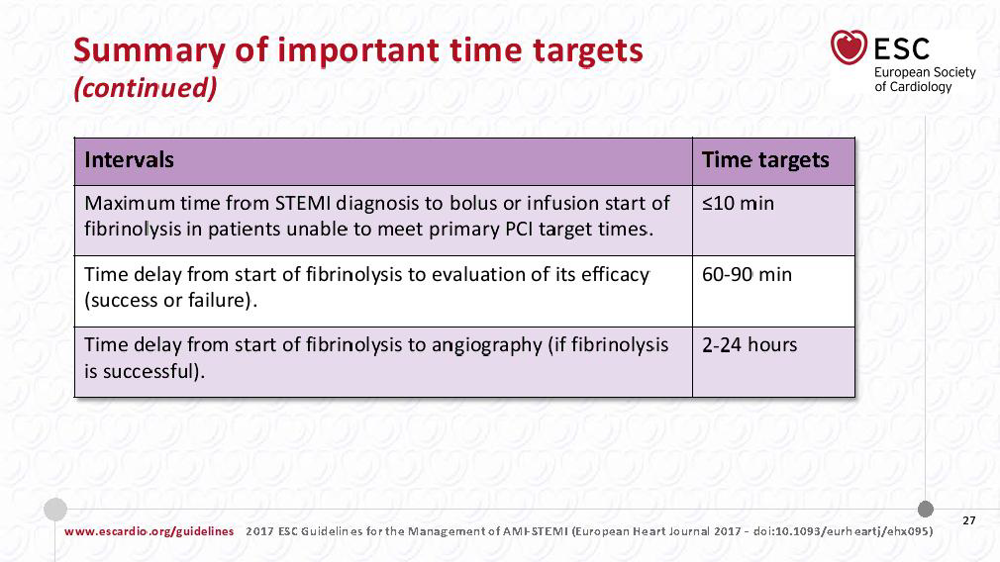 Summary of important time targets
(continued)
ESC
European Society
of Cardiology
Intervals
Time targets
Maximum time from STEMI diagnosis to bolus or infusion start of
fibrinolysis in patients unable to meet primary PCI target times.
≤10 min
Time delay from start of fibrinolysis to evaluation of its efficacy
(success or failure).
60-90 min
Time delay from start of fibrinolysis to angiography (if fibrinolysis
is successful).
2-24 hours
27
www.escardio.org/guidelines 2017 ESC Guidelines for the Management of AMI-STEMI (European Heart Journal 2017 - doi:10.1093/eurheartj/ehx095)